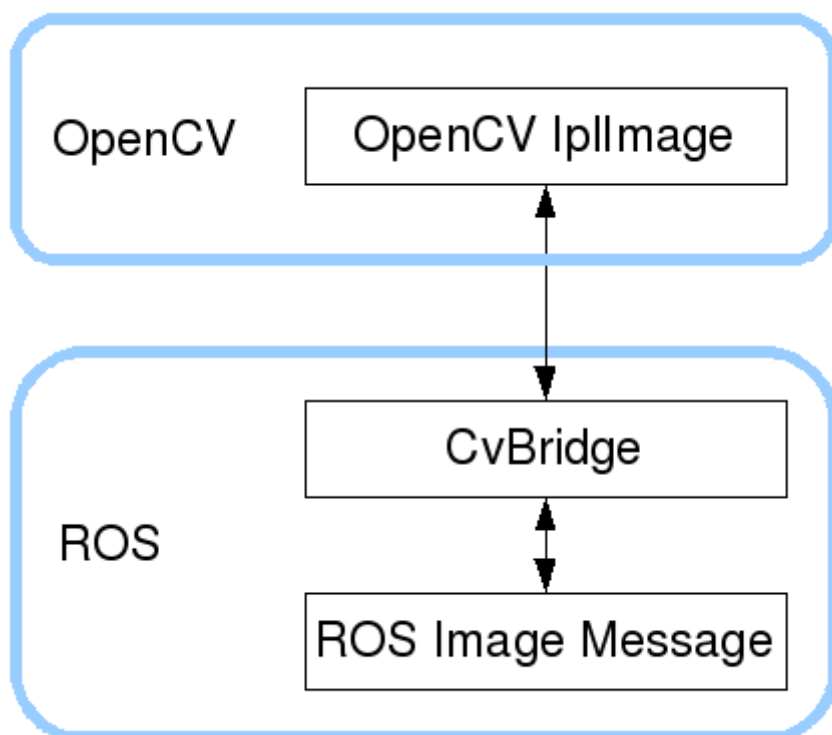 OpenCV
OpenCV IplImage
CvBridge
ROS
ROS Image Message